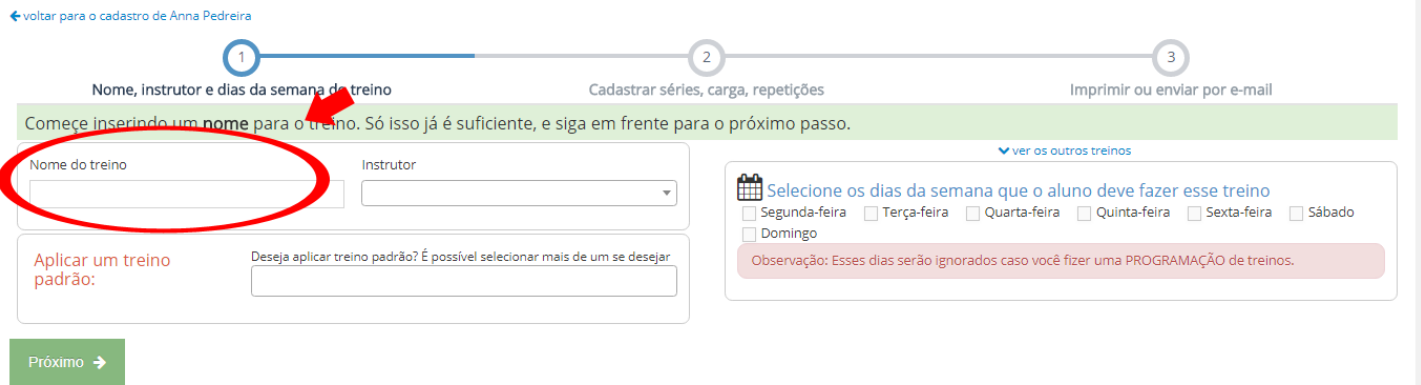 voltar para o cadastro de Anna Pedreira
1
2
3
Nome, instrutor e dias da semana do treino
Cadastrar séries, carga, repetições
Imprimir ou enviar por e-mail
Começe inserindo um nome para o treino. Só isso já é suficiente, e siga em frente para o próximo passo.
Nome do treino
Instrutor
Aplicar um treino
padrão:
Deseja aplicar treino padrão? É possível selecionar mais de um se desejar
ver os outros treinos
Selecione os dias da semana que o aluno deve fazer esse treino
Segunda-feira Terça-feira Quarta-feira Quinta-feira Sexta-feira Sábado
Domingo
Observação: Esses dias serão ignorados caso você fizer uma PROGRAMAÇÃO de treinos.
Próximo